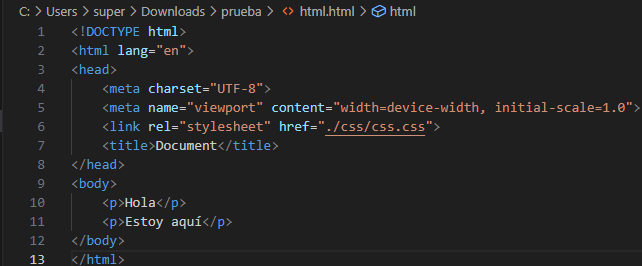 C: > Users > super > Downloads > prueba > <> html.html > html
1 <!DOCTYPE html>
2 <html lang="en">
3 <head>
4     <meta charset="UTF-8">
5     <meta name="viewport" content="width=device-width, initial-scale=1.0">
6     <link rel="stylesheet" href="./css/css.css">
7     <title>Document</title>
8 </head>
9 <body>
10     <p>Hola</p>
11     <p>Estoy aquí</p>
12 </body>
13 </html>